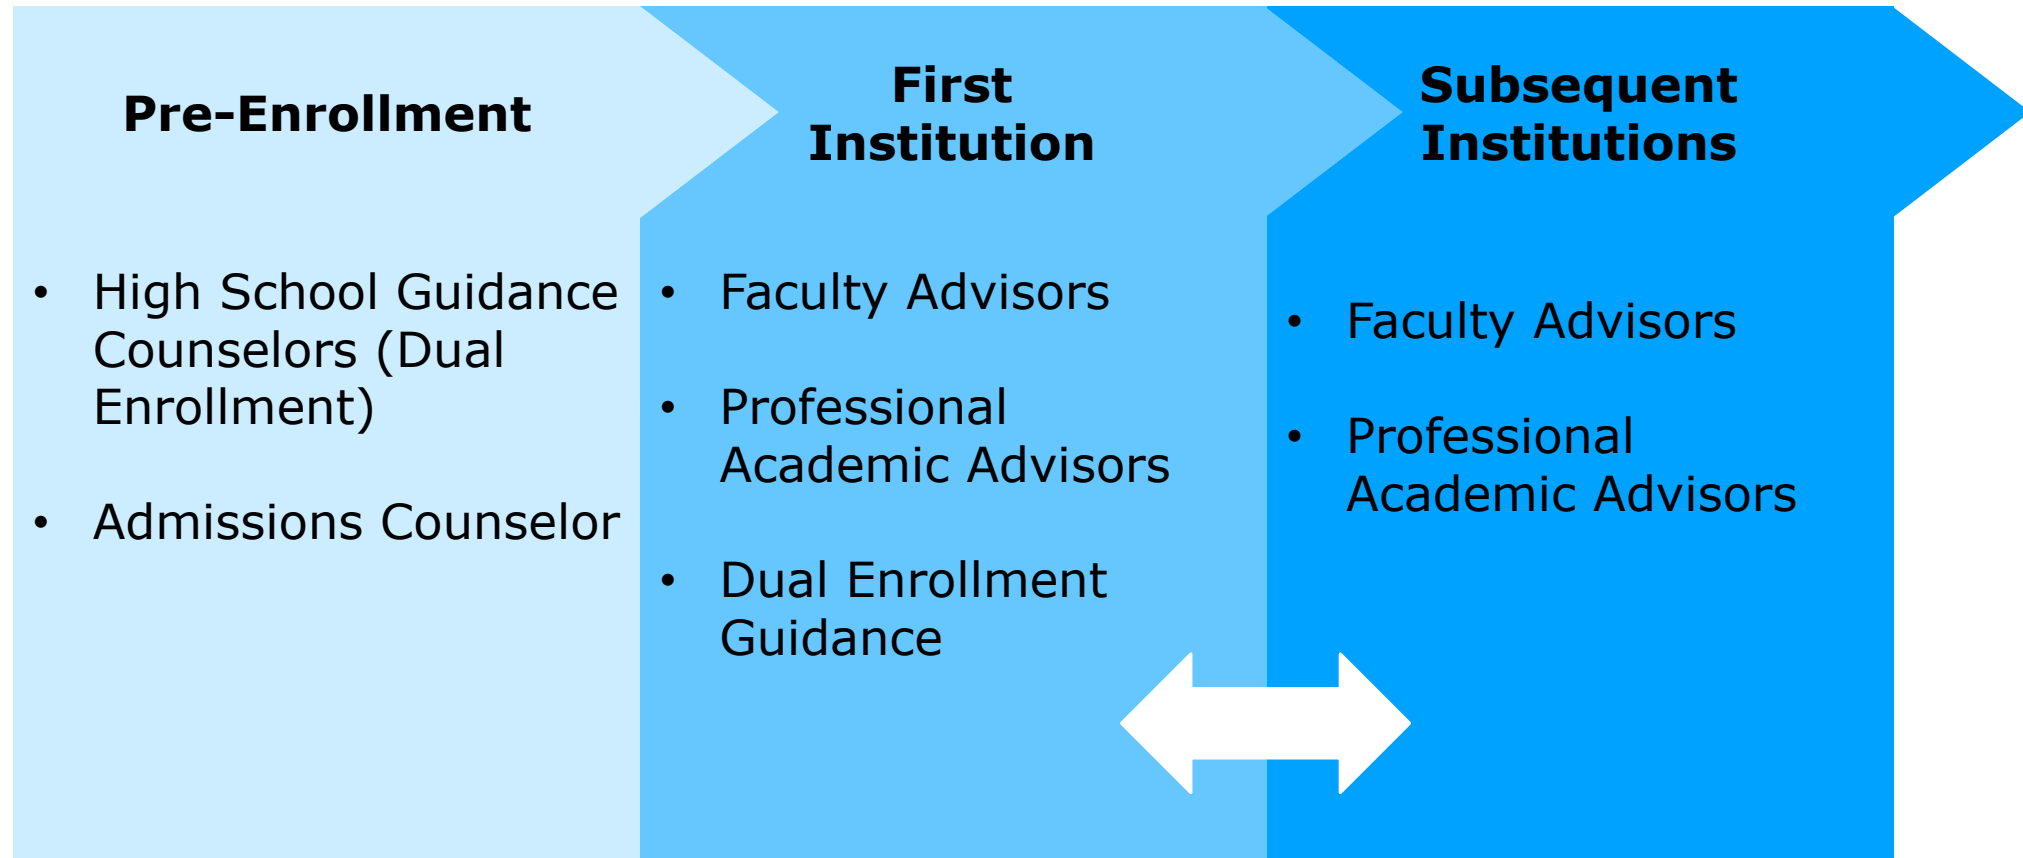 Pre-Enrollment
• High School Guidance
Counselors (Dual
Enrollment)
• Admissions Counselor
First
Institution
• Faculty Advisors
• Professional
Academic Advisors
• Dual Enrollment
Guidance
Subsequent
Institutions
• Faculty Advisors
• Professional
Academic Advisors